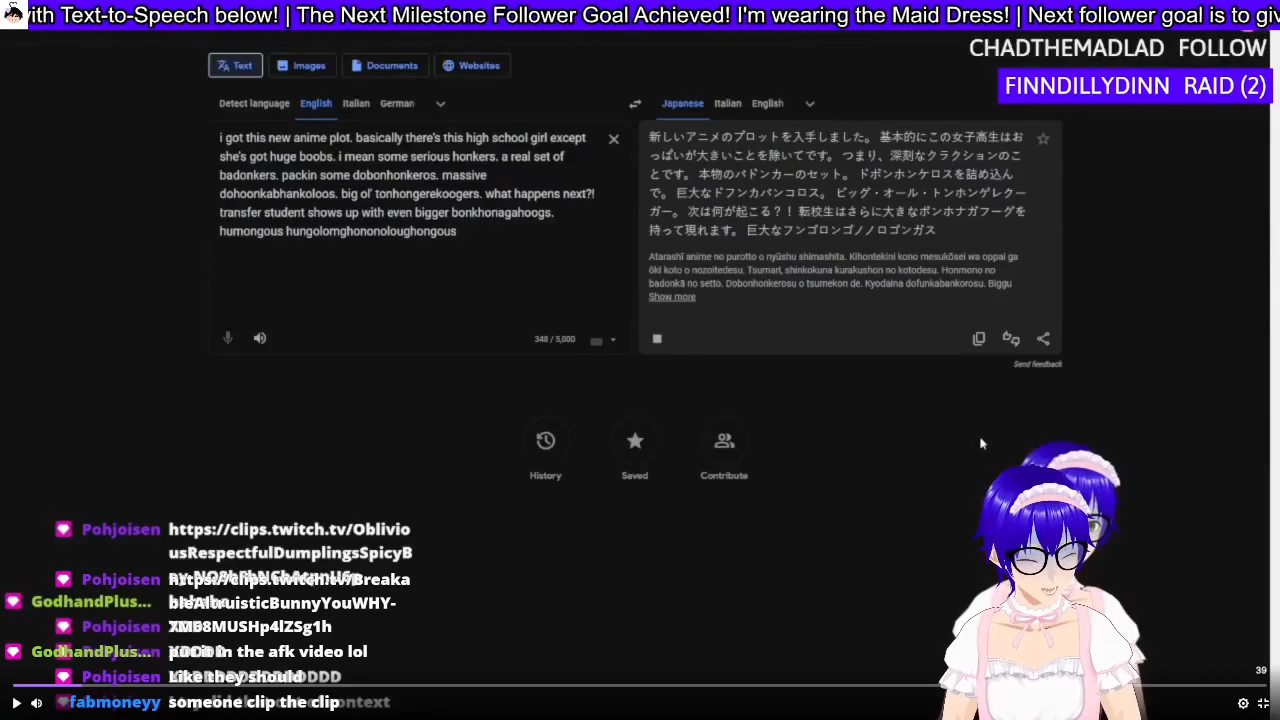 with Text-to-Speech below! | The Next Milestone Follower Goal Achieved! I'm wearing the Maid Dress! | Next follower goal is to giv
CHADTHEMADLAD FOLLOW
FINNDILLYDINN RAID (2)
Text Images Documents Websites
Detect language English Italian German
Japanese Italian English
i got this new anime plot. basically there's this high school girl except
she's got huge boobs. i mean some serious honkers. a real set of
badonkers. packin some dobonhonkeros. massive
dohoonkabhankoloos. big ol' tonhongerekoogers. what happens next?!
transfer student shows up with even bigger bonkhonagahoogs.
humongous hungolomghononoloughongous
348 / 5,000
新しいアニメのプロットを入手しました。 基本的にこの女子高生はお
っぱいが大きいことを除いてです。 つまり、深刻なクラクションのこ
とです。 本物のバドンカーのセット。 ドボンホンケロスを詰め込ん
で。 巨大なドフンカバンコロス。 ビッグ・オール・トンホンゲレクー
ガー。 次は何が起こる？！ 転校生はさらに大きなボンホナガフーグを
持って現れます。 巨大なフンゴロンゴノノロゴンガス
Atarashī anime no purotto o nyūshu shimashita. Kihontekini kono mesukōsei wa oppai ga
ōki koto o nozoitedesu. Tsumari, shinkokuna kurakushon no kotodesu. Honmono no
badonkā no setto. Dobonhonkerosu o tsumekon de. Kyodaina dofunkabankorosu. Biggu
Show more
Send feedback
History Saved Contribute
Pohjoisen https://clips.twitch.tv/Oblivio
usRespectfulDumplingsSpicyB
Pohjoisen
GodhandPlus...
bleAltruisticBunnyYouWHY-
Pohjoisen XM68MUSHp4lZSg1h
GodhandPlus... put it in the afk video lol
Pohjoisen Like they should
fabmoneyy someone clip the clip
39